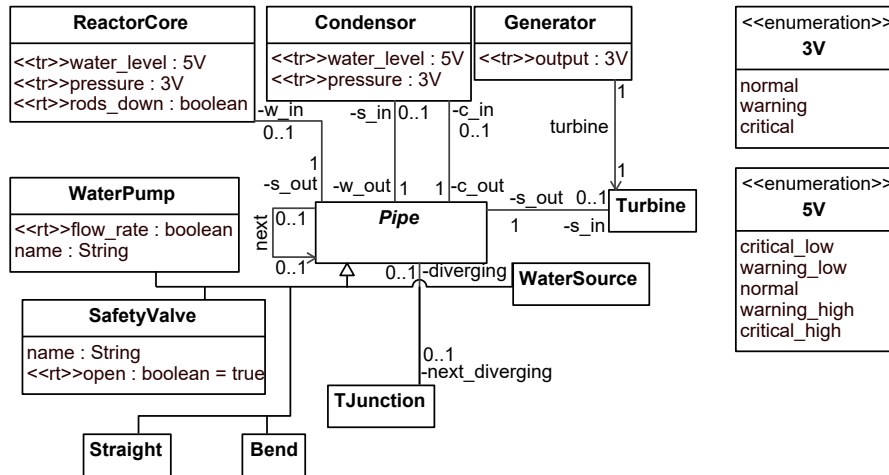 ReactorCore
<<tr>>water_level : 5V
<<tr>>pressure : 3V
<<rt>>rods_down : boolean
Condensor
<<tr>>water_level : 5V
<<tr>>pressure : 3V
Generator
<<tr>>output : 3V
<<enumeration>>
3V
normal
warning
critical
-w_in
0..1
-s_in
0..1
-c_in
0..1
1
turbine
1
-s_out
-w_out
1
1
-c_out
1
WaterPump
<<rt>>flow_rate : boolean
name : String
next
0..1
0..1
Pipe
-s_out
1
0..1
-s_in
Turbine
<<enumeration>>
5V
critical_low
warning_low
normal
warning_high
critical_high
0..1
-diverging
WaterSource
SafetyValve
name : String
<<rt>>open : boolean = true
0..1
-next_diverging
TJunction
Straight
Bend